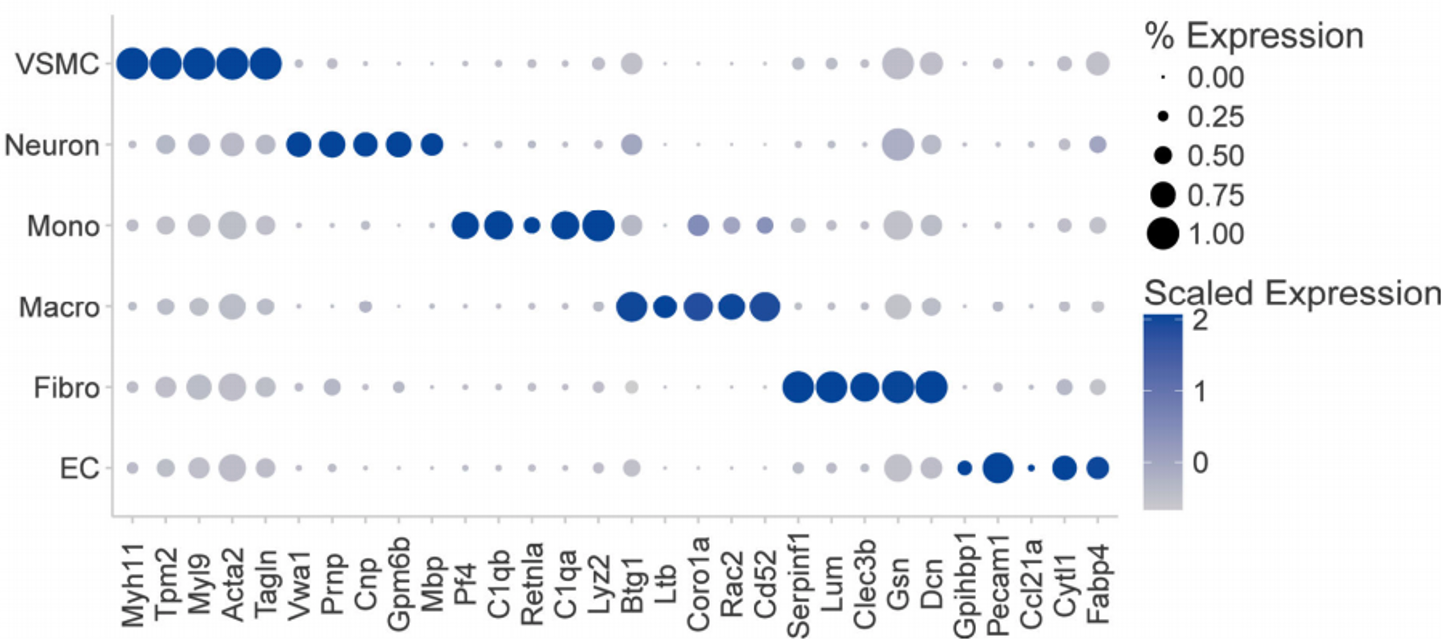 VSMC
Neuron
Mono
Macro
Fibro
EC
Myh11
Tpm2
Myl9
Acta2
Tagln
Vwa1
Prnp
Cnp
Gpm6b
Mbp
Pf4
C1qb
Retnla
C1qa
Lyz2
Btg1
Ltb
Coro1a
Rac2
Cd52
Serpinf1
Lum
Clec3b
Gsn
Dcn
Gpihbp1
Pecam1
Ccl21a
Cytl1
Fabp4
% Expression
0.00
0.25
0.50
0.75
1.00
Scaled Expression
2
1
0